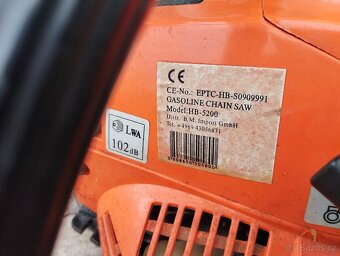 CE
CE-No.: EPTC-HB-S0909991
GASOLINE CHAIN SAW
Model:HB-5200
Distr. B.M. Import GmbH
LWA
102dB